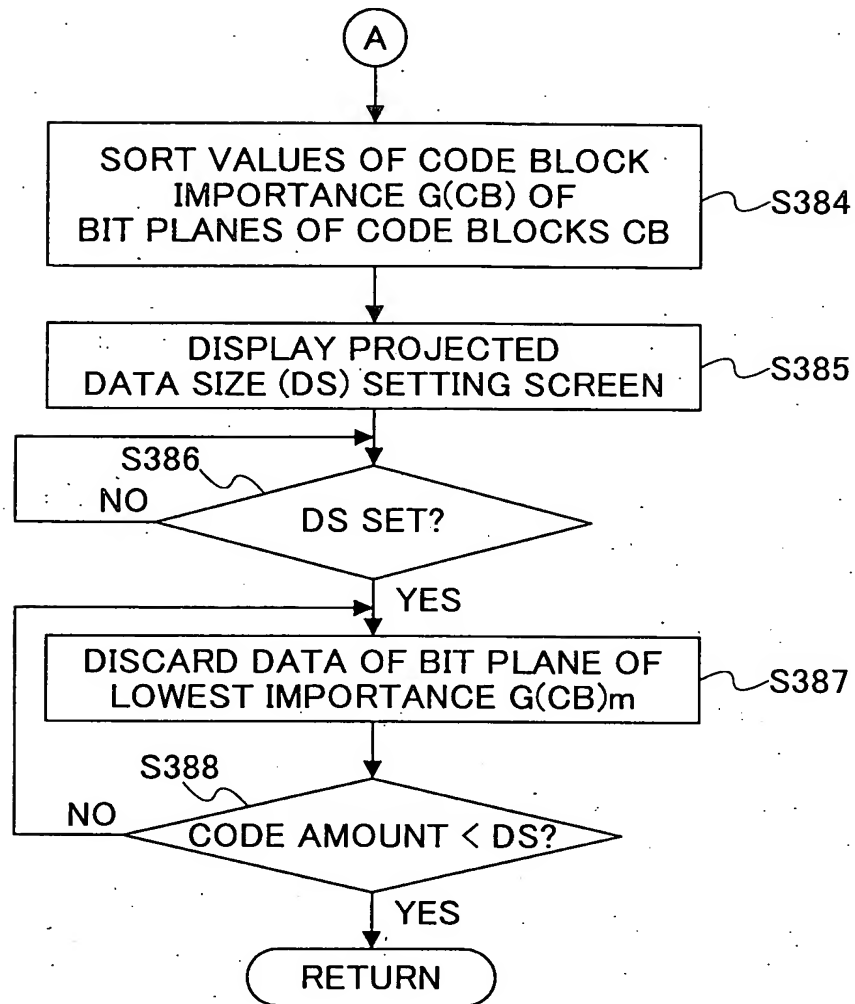 A
SORT VALUES OF CODE BLOCK
IMPORTANCE G(CB) OF
BIT PLANES OF CODE BLOCKS CB
S384
DISPLAY PROJECTED
DATA SIZE (DS) SETTING SCREEN
S385
S386
NO
DS SET?
YES
DISCARD DATA OF BIT PLANE OF
LOWEST IMPORTANCE G(CB)m
S387
S388
NO
CODE AMOUNT < DS?
YES
RETURN